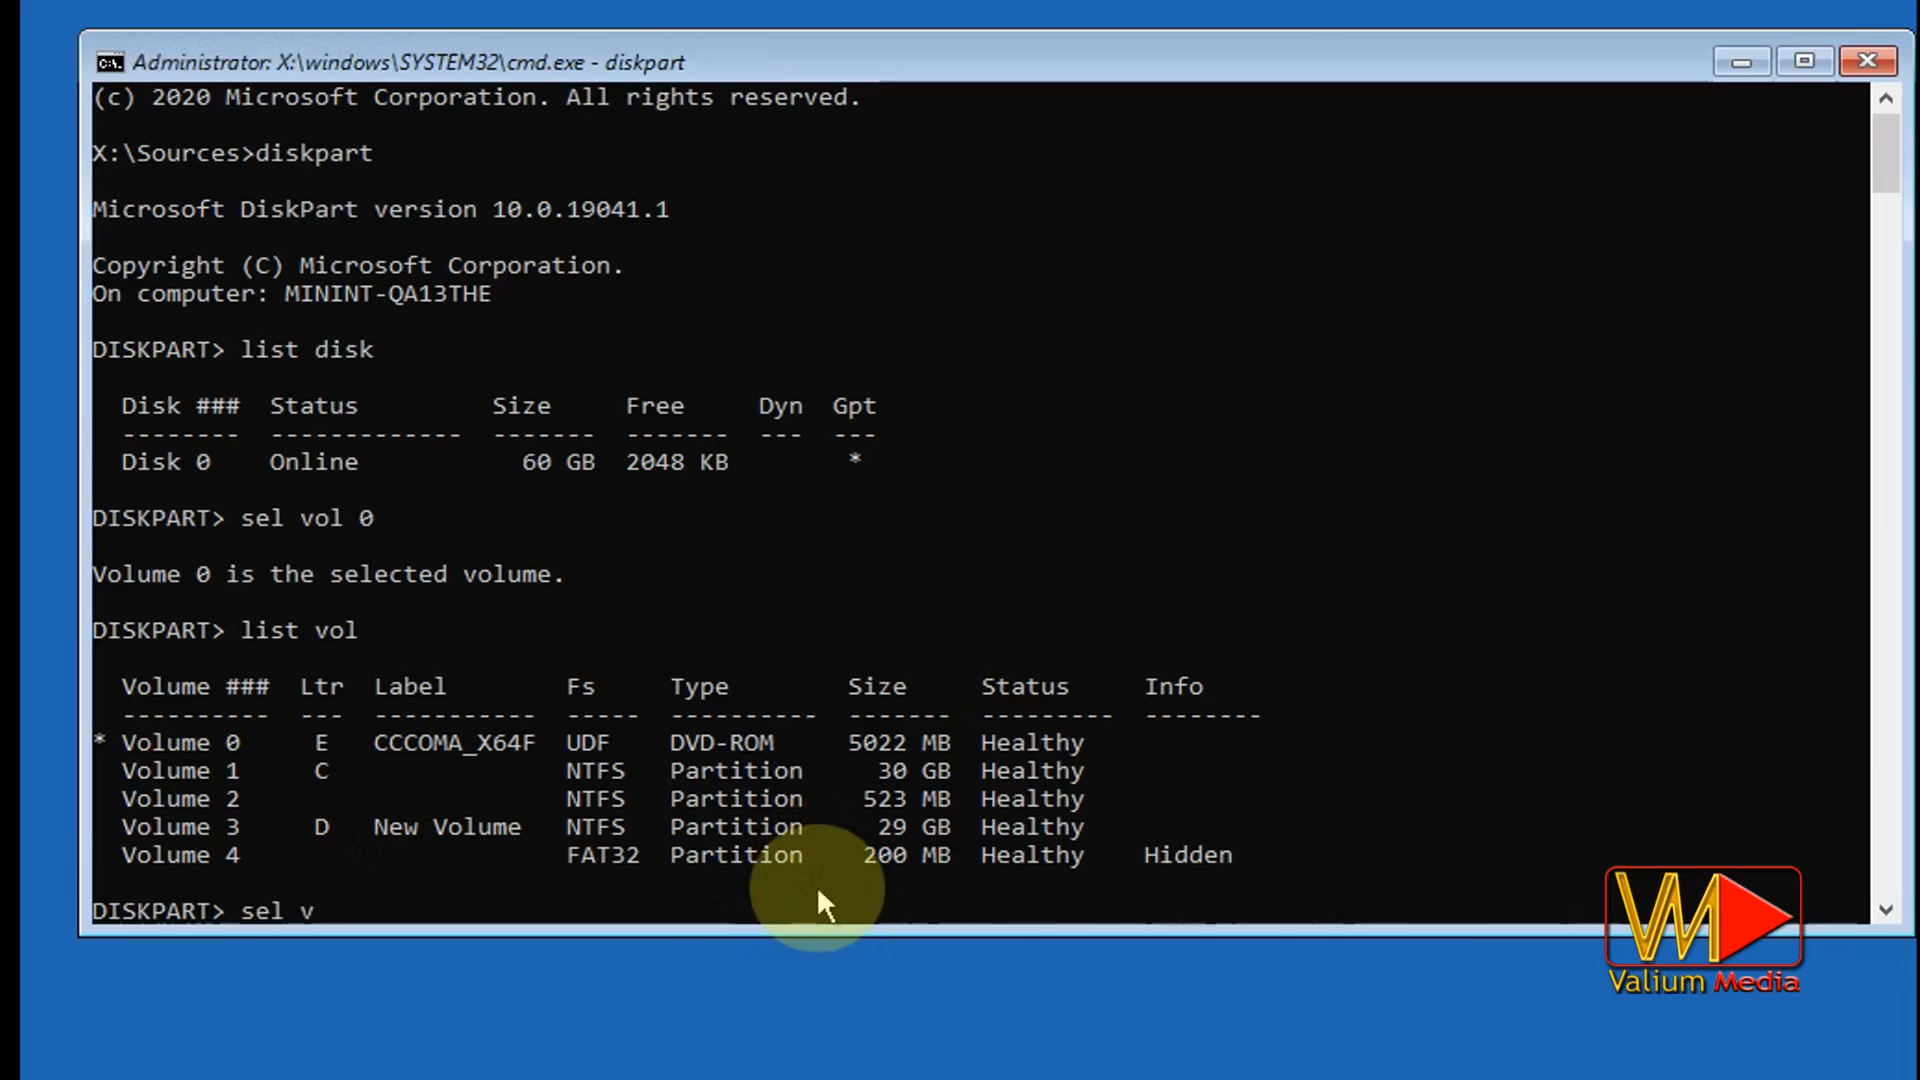 Administrator: X:\windows\SYSTEM32\cmd.exe - diskpart
(c) 2020 Microsoft Corporation. All rights reserved.
X:\Sources>diskpart
Microsoft DiskPart version 10.0.19041.1
Copyright (C) Microsoft Corporation.
On computer: MININT-QA13THE
DISKPART> list disk
Disk ### Status Size Free Dyn Gpt
-------- ------------- ------- ------- --- ---
Disk 0 Online 60 GB 2048 KB *
DISKPART> sel vol 0
Volume 0 is the selected volume.
DISKPART> list vol
Volume ### Ltr Label Fs Type Size Status Info
---------- --- ----------- ----- ---------- ------- --------- --------
* Volume 0 E CCCOMA_X64F UDF DVD-ROM 5022 MB Healthy
Volume 1 C NTFS Partition 30 GB Healthy
Volume 2 NTFS Partition 523 MB Healthy
Volume 3 D New Volume NTFS Partition 29 GB Healthy
Volume 4 FAT32 Partition 200 MB Healthy Hidden
DISKPART> sel v
VM
Valium Media